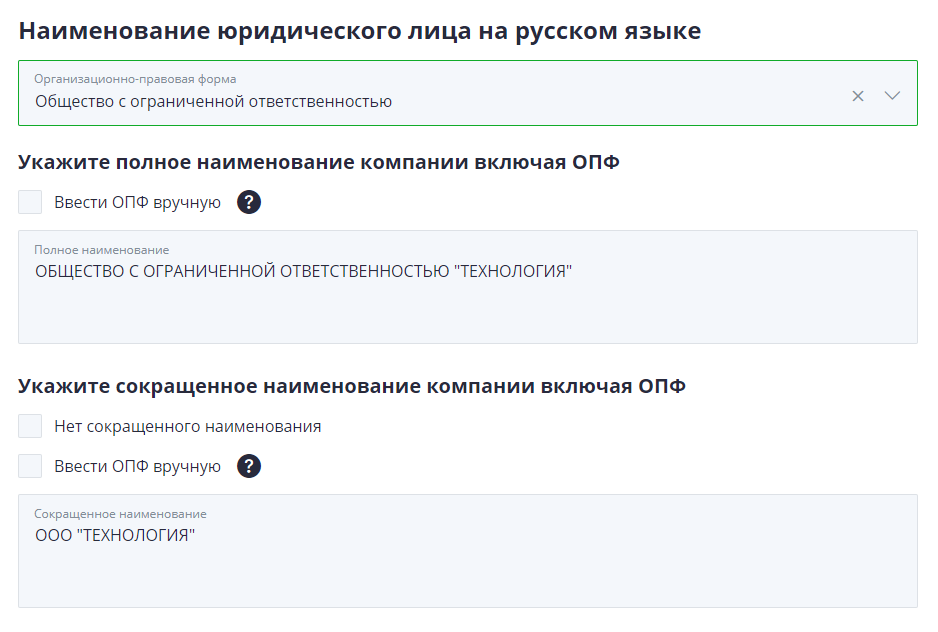 Наименование юридического лица на русском языке
Организационно-правовая форма
Общество с ограниченной ответственностью
Укажите полное наименование компании включая ОПФ
Ввести ОПФ вручную ?
Полное наименование
ОБЩЕСТВО С ОГРАНИЧЕННОЙ ОТВЕТСТВЕННОСТЬЮ "ТЕХНОЛОГИЯ"
Укажите сокращенное наименование компании включая ОПФ
Нет сокращенного наименования
Ввести ОПФ вручную ?
Сокращенное наименование
ООО "ТЕХНОЛОГИЯ"